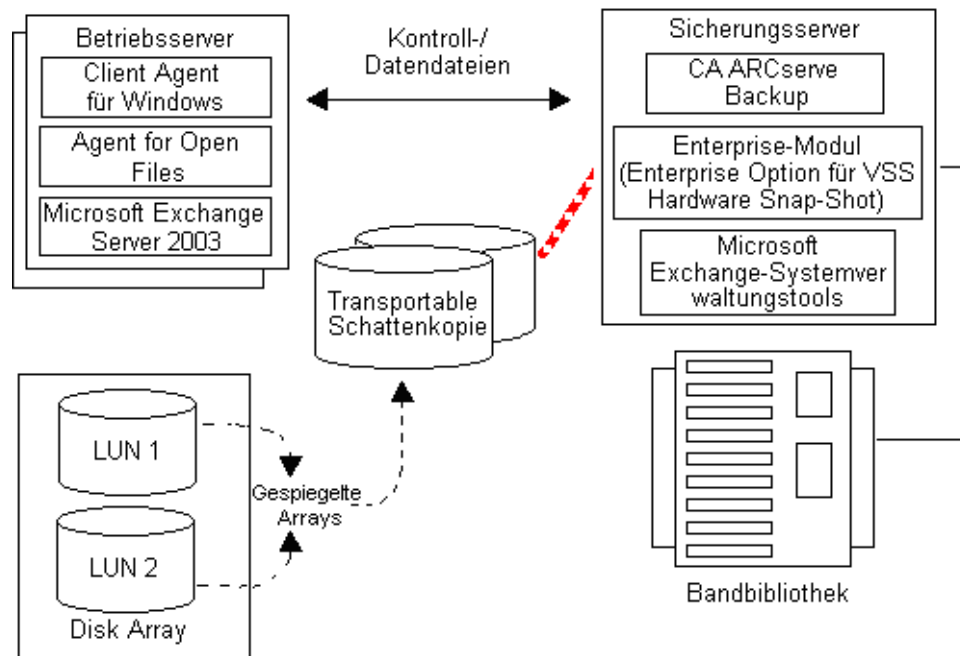 Betriebsserver
Client Agent
für Windows
Agent for Open
Files
Microsoft Exchange
Server 2003
Kontroll-/
Datendateien
Sicherungsserver
CA ARCserve
Backup
Enterprise-Modul
(Enterprise Option für VSS
Hardware Snap-Shot)
Microsoft
Exchange-Systemver
waltungstools
Transportable
Schattenkopie
LUN 1
LUN 2
Disk Array
Gespiegelte
Arrays
Bandbibliothek